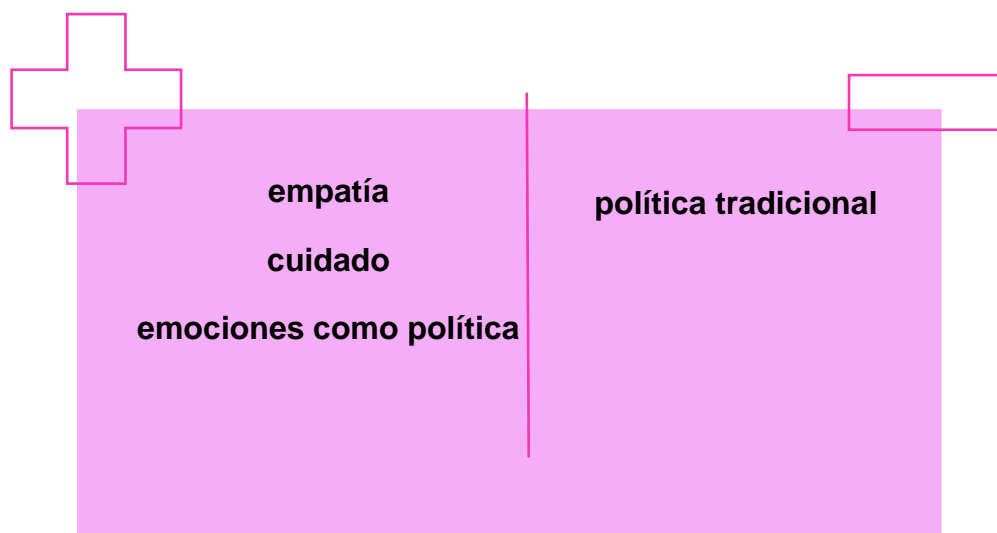 empatía
cuidado
emociones como política
política tradicional